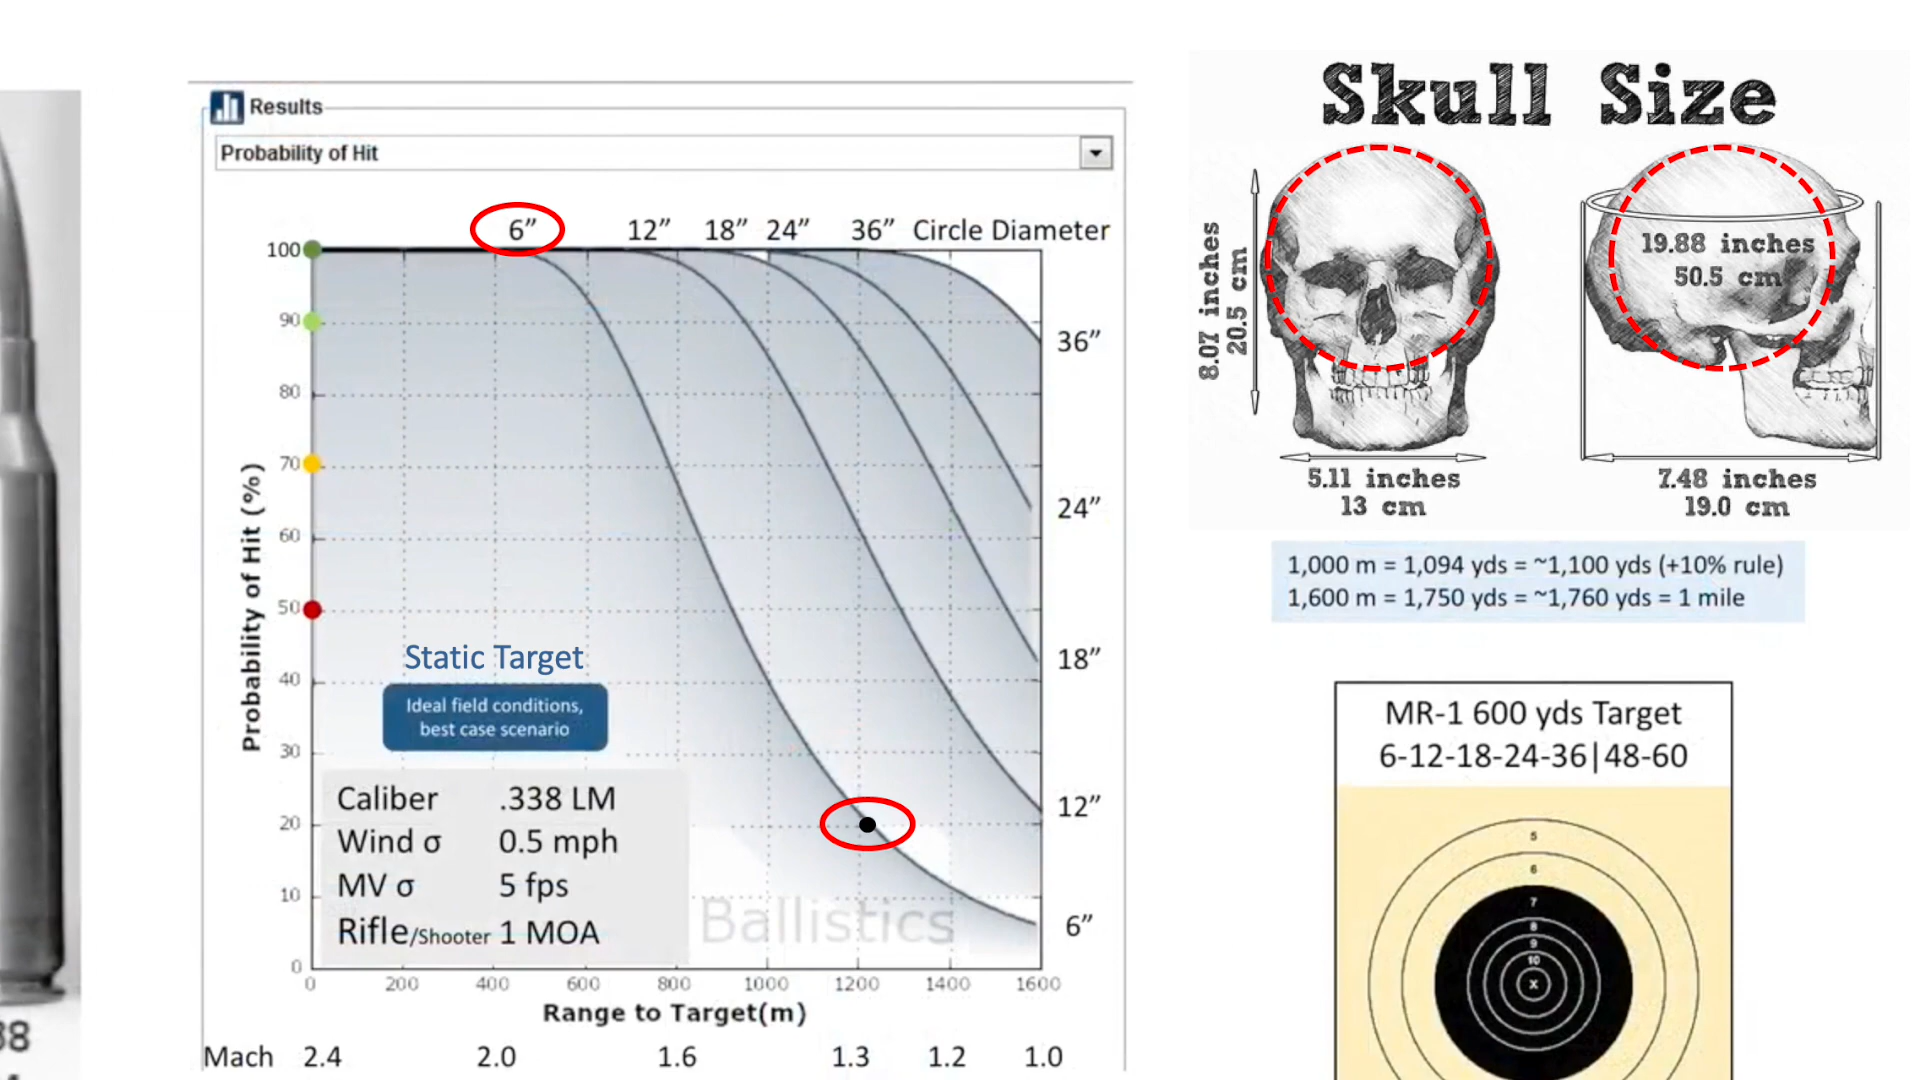 Results
Probability of Hit
6” 12” 18” 24” 36” Circle Diameter
100
90
80
70
60
50
40
30
20
10
0
Probability of Hit (%)
36”
24”
18”
12”
6”
Static Target
Ideal field conditions,
best case scenario
Caliber .338 LM
Wind σ 0.5 mph
MV σ 5 fps
Rifle/Shooter 1 MOA
Ballistics
0 200 400 600 800 1000 1200 1400 1600
Range to Target(m)
Mach 2.4 2.0 1.6 1.3 1.2 1.0
Skull Size
8.07 inches
20.5 cm
19.88 inches
50.5 cm
5.11 inches
13 cm
7.48 inches
19.0 cm
1,000 m = 1,094 yds = ~1,100 yds (+10% rule)
1,600 m = 1,750 yds = ~1,760 yds = 1 mile
MR-1 600 yds Target
6-12-18-24-36|48-60
5
6
7
8
9
10
X